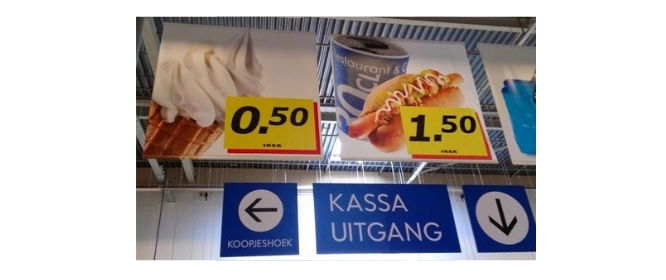 0.50
IKEA
Restaurant & C
1.50
IKEA
KOOPJESHOEK
KASSA
UITGANG